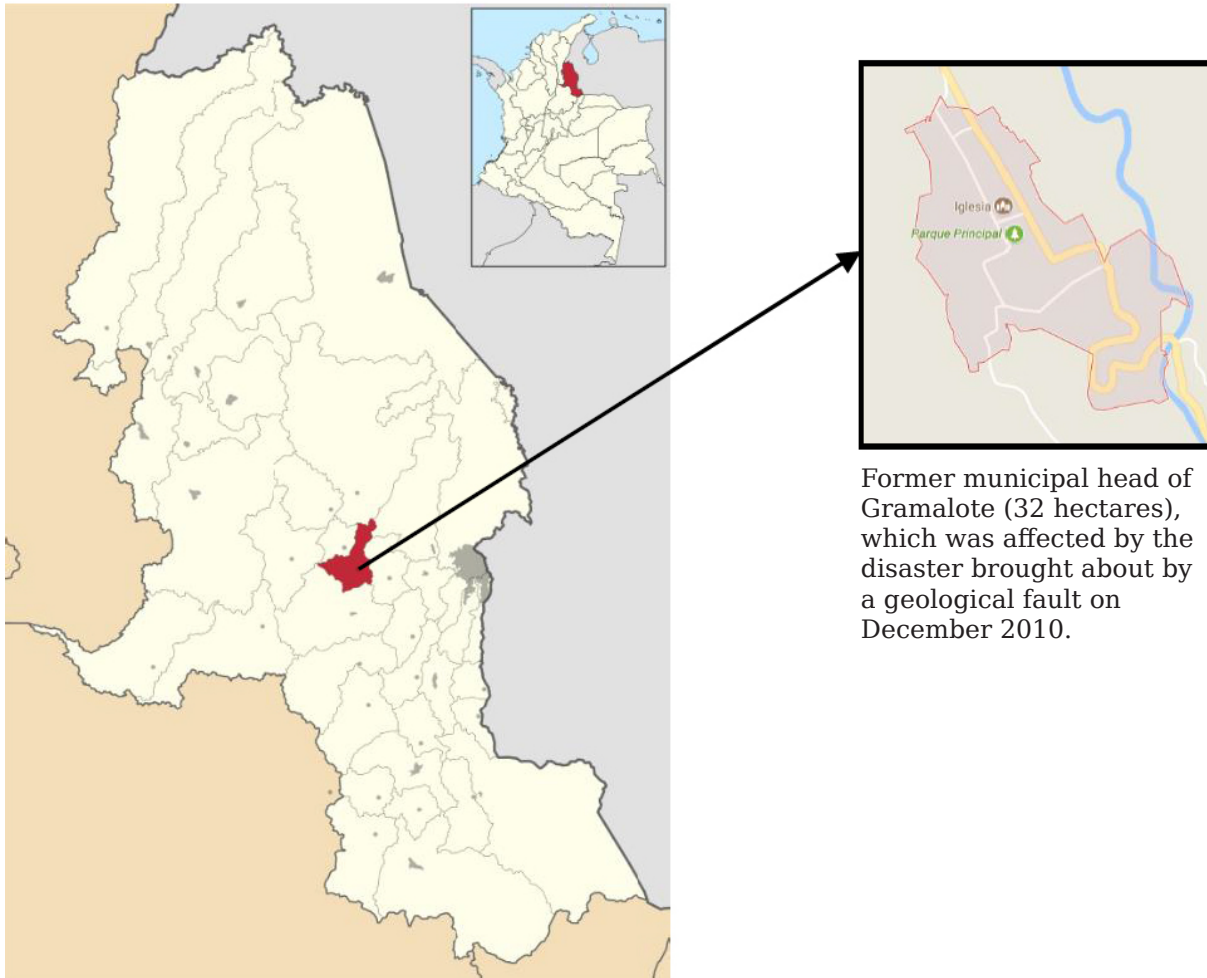 Iglesia
Parque Principal
Former municipal head of
Gramalote (32 hectares),
which was affected by the
disaster brought about by
a geological fault on
December 2010.